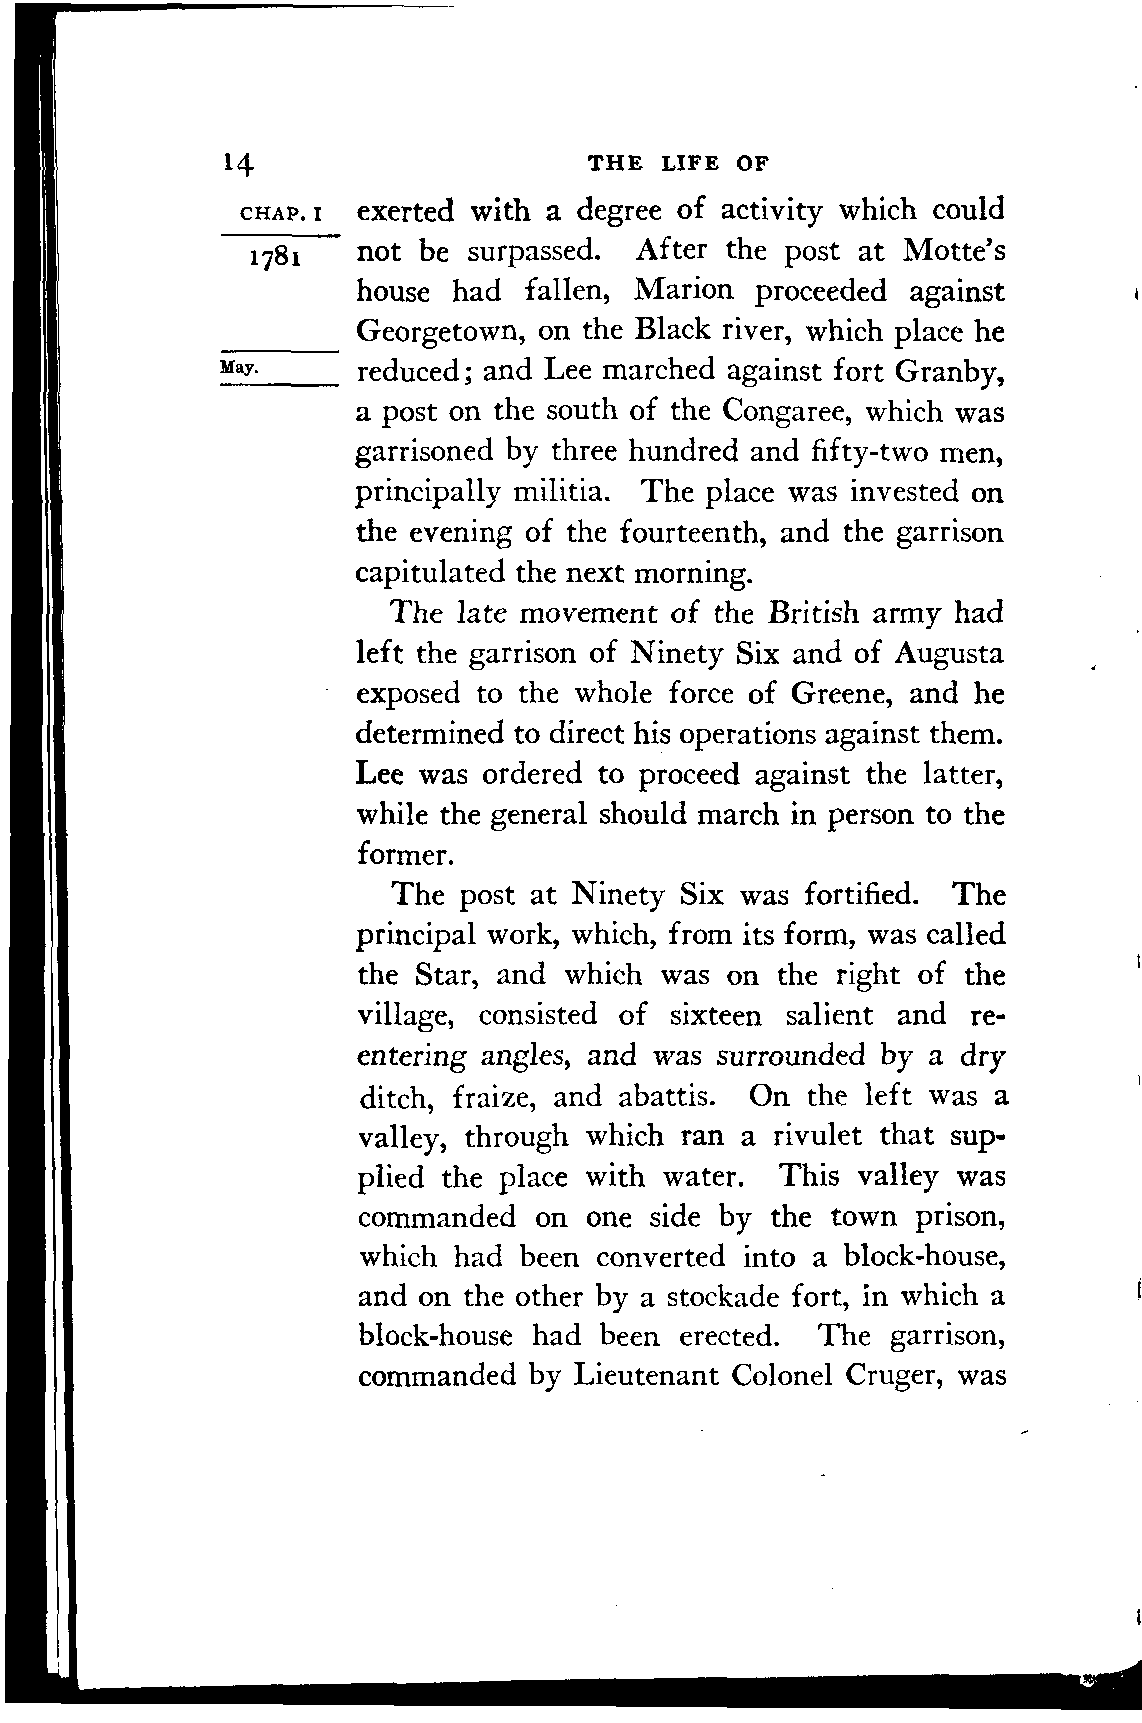 14 THE LIFE OF
CHAP. I exerted with a degree of activity which could
1781 not be surpassed. After the post at Motte's
house had fallen, Marion proceeded against
Georgetown, on the Black river, which place he
May. reduced; and Lee marched against fort Granby,
a post on the south of the Congaree, which was
garrisoned by three hundred and fifty-two men,
principally militia. The place was invested on
the evening of the fourteenth, and the garrison
capitulated the next morning.
The late movement of the British army had
left the garrison of Ninety Six and of Augusta
exposed to the whole force of Greene, and he
determined to direct his operations against them.
Lee was ordered to proceed against the latter,
while the general should march in person to the
former.
The post at Ninety Six was fortified. The
principal work, which, from its form, was called
the Star, and which was on the right of the
village, consisted of sixteen salient and re-
entering angles, and was surrounded by a dry
ditch, fraize, and abattis. On the left was a
valley, through which ran a rivulet that sup-
plied the place with water. This valley was
commanded on one side by the town prison,
which had been converted into a block-house,
and on the other by a stockade fort, in which a
block-house had been erected. The garrison,
commanded by Lieutenant Colonel Cruger, was